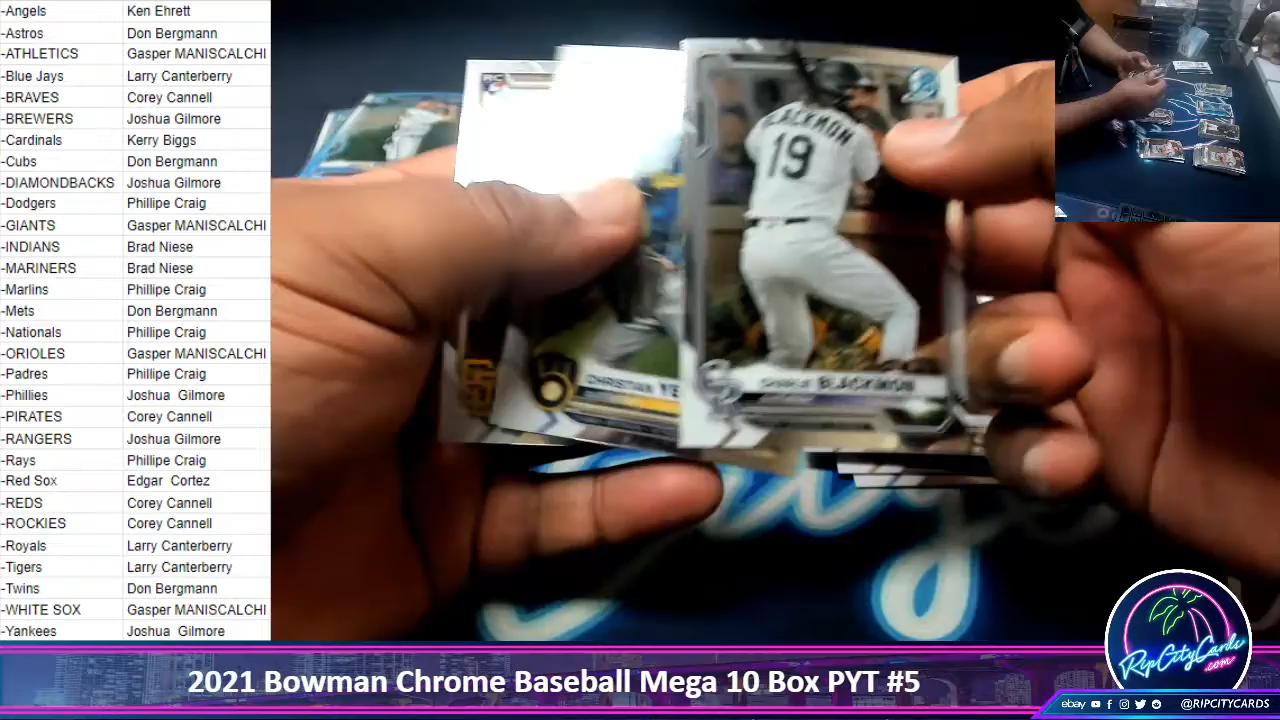 -Angels Ken Ehrett
-Astros Don Bergmann
-ATHLETICS Gasper MANISCALCHI
-Blue Jays Larry Canterberry
-BRAVES Corey Cannell
-BREWERS Joshua Gilmore
-Cardinals Kerry Biggs
-Cubs Don Bergmann
-DIAMONDBACKS Joshua Gilmore
-Dodgers Phillipe Craig
-GIANTS Gasper MANISCALCHI
-INDIANS Brad Niese
-MARINERS Brad Niese
-Marlins Phillipe Craig
-Mets Don Bergmann
-Nationals Phillipe Craig
-ORIOLES Gasper MANISCALCHI
-Padres Phillipe Craig
-Phillies Joshua Gilmore
-PIRATES Corey Cannell
-RANGERS Joshua Gilmore
-Rays Phillipe Craig
-Red Sox Edgar Cortez
-REDS Corey Cannell
-ROCKIES Corey Cannell
-Royals Larry Canterberry
-Tigers Larry Canterberry
-Twins Don Bergmann
-WHITE SOX Gasper MANISCALCHI
-Yankees Joshua Gilmore
RC
BLACKMON
19
CHRISTIAN YE
CHARLIE BLACKMON
2021 Bowman Chrome Baseball Mega 10 Box PYT #5
RipCityCards
.com
ebay @RIPCITYCARDS